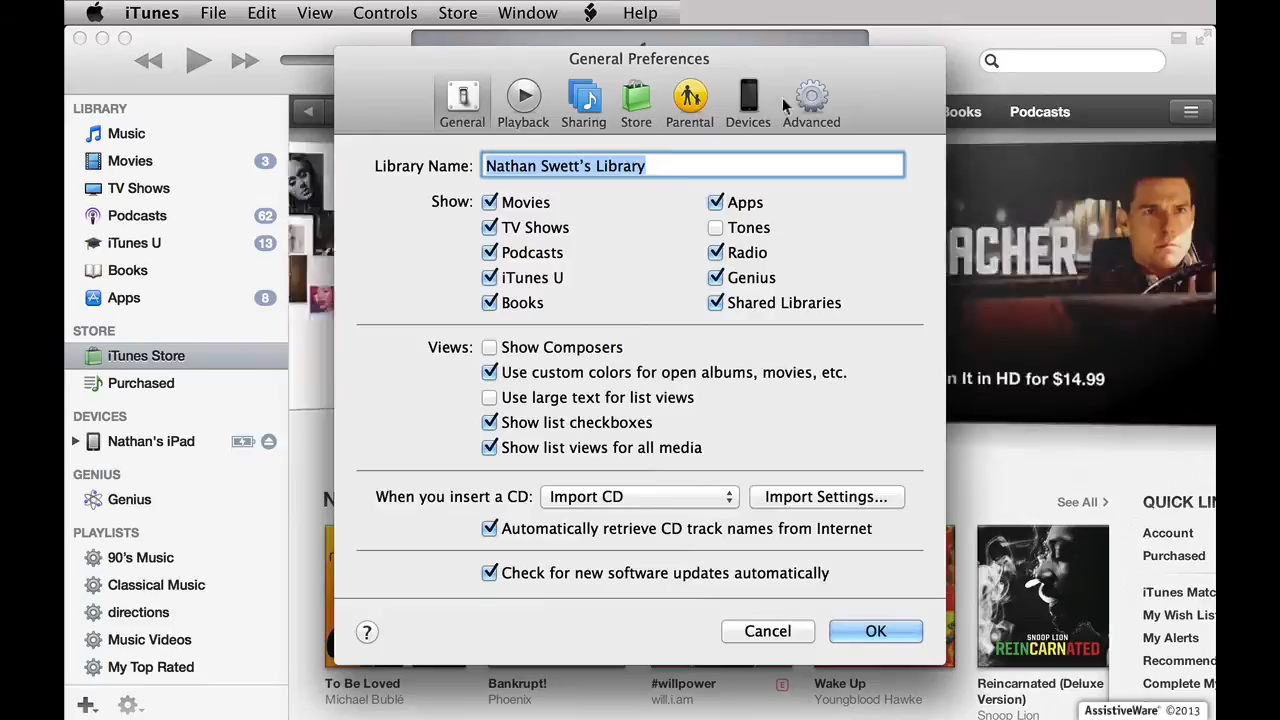 iTunes File Edit View Controls Store Window Help
General Preferences
General Playback Sharing Store Parental Devices Advanced
Library Name: Nathan Swett's Library
Show: Movies Apps
TV Shows Tones
Podcasts Radio
iTunes U Genius
Books Shared Libraries
Views: Show Composers
Use custom colors for open albums, movies, etc.
Use large text for list views
Show list checkboxes
Show list views for all media
When you insert a CD: Import CD Import Settings...
Automatically retrieve CD track names from Internet
Check for new software updates automatically
? Cancel OK
LIBRARY
Music
Movies 3
TV Shows
Podcasts 62
iTunes U 13
Books
Apps 8
STORE
iTunes Store
Purchased
DEVICES
Nathan's iPad
GENIUS
Genius
PLAYLISTS
90's Music
Classical Music
directions
Music Videos
My Top Rated
ooks Podcasts
ACHER
n It in HD for $14.99
See All >
QUICK LIN
Account
Purchased
iTunes Matc
My Wish List
My Alerts
Recommend
Complete My
SNOOP LION
REINCARNATED
To Be Loved
Michael Bublé
Bankrupt!
Phoenix
#willpower E
will.i.am
Wake Up
Youngblood Hawke
Reincarnated (Deluxe
Version)
Snoop Lion
AssistiveWare® ©2013